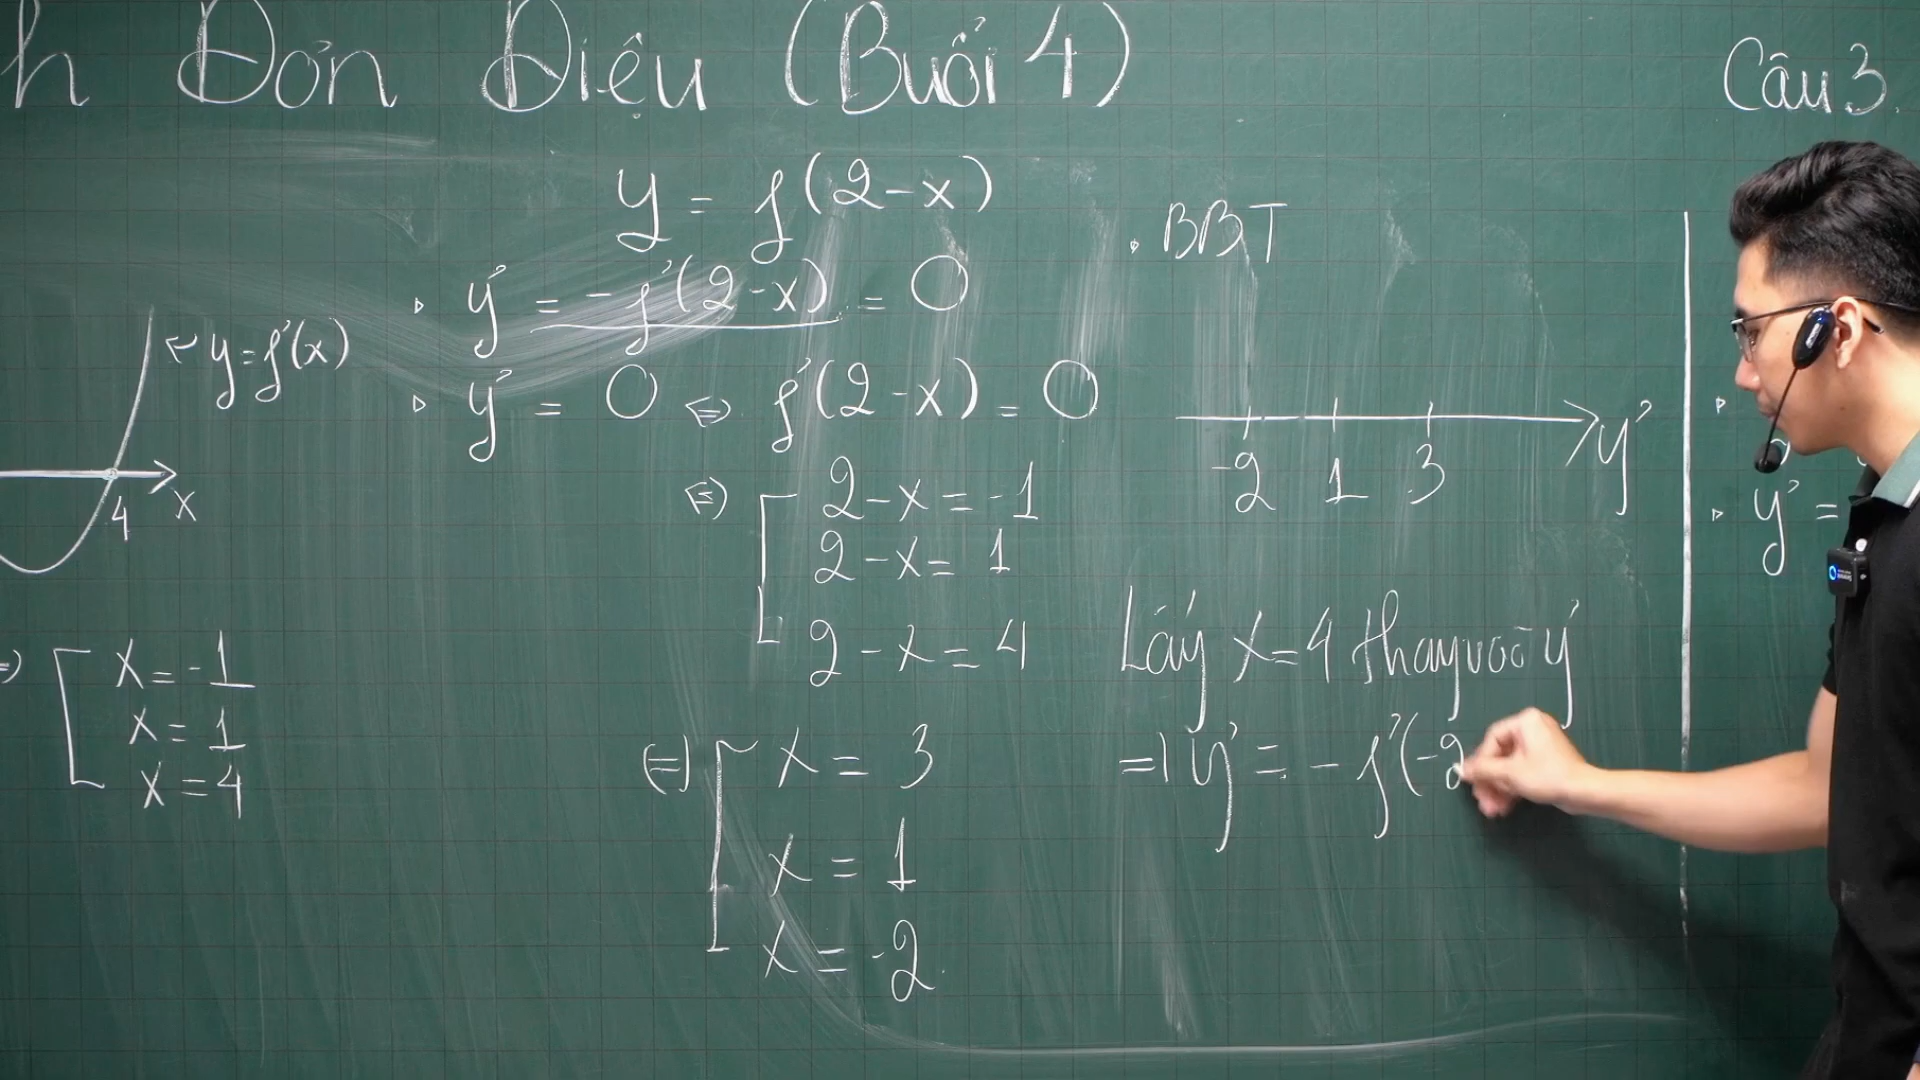 h Đơn Điệu (Buổi 4)
y = f'(x)
4
x
x = -1
x = 1
x = 4
y = f(2-x)
y' = -f'(2-x) = 0
y' = 0 <=> f'(2-x) = 0
<=> 2-x = -1
2-x = 1
2-x = 4
(=) x = 3
x = 1
x = -2
. BBT
-2 1 3 y'
Lấy x=4 thay vào y'
=) y' = -f'(-2
Câu 3.
y' =